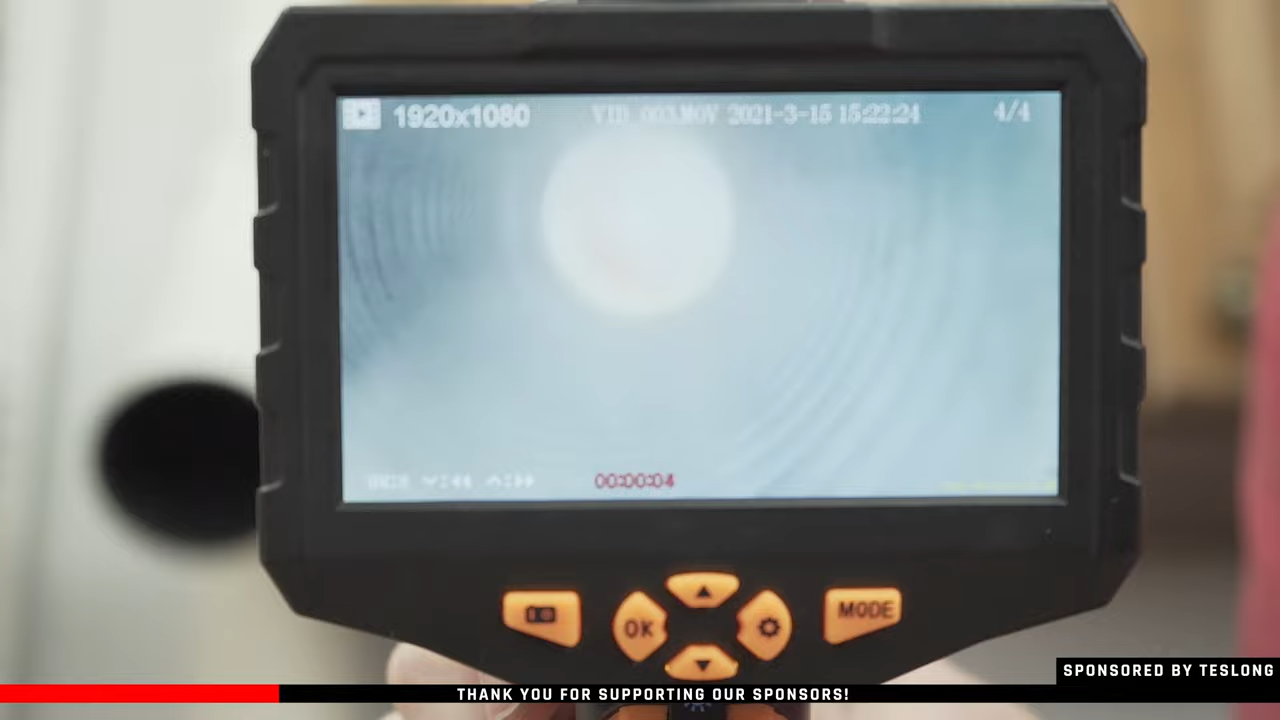 1920x1080 VID_003.MOV 2021-3-15 15:22:24 4/4
00:00:04
OK MODE
SPONSORED BY TESLONG
THANK YOU FOR SUPPORTING OUR SPONSORS!